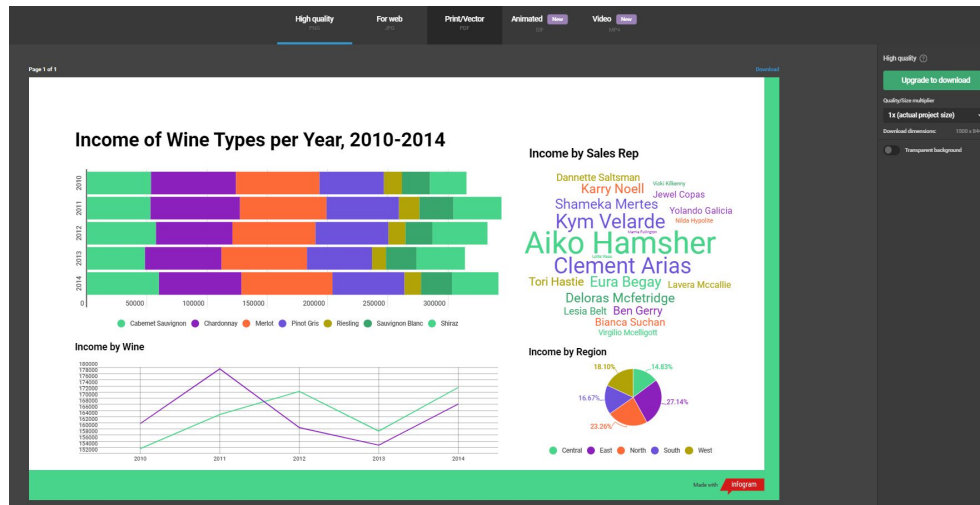 High quality For web Print/Vector Animated New Video New
PNG JPG PDF GIF MP4
High quality
Page 1 of 1
Download
Upgrade to download
Quality/Size multiplier
1x (actual project size)
Download dimensions:
Transparent background
Income of Wine Types per Year, 2010-2014
2010
2011
2012
2013
2014
0 50000 100000 150000 200000 250000 300000
Cabernet Sauvignon Chardonnay Merlot Pinot Gris Riesling Sauvignon Blanc Shiraz
Income by Sales Rep
Dannette Saltsman
Karry Noell
Vicki Kilkenny
Jewel Copas
Shameka Mertes
Yolando Galicia
Kym Velarde
Nilda Hypolite
Aiko Hamsher
Clement Arias
Tori Hastie Eura Begay Lavera Mccallie
Deloras Mcfetridge
Lesia Belt Ben Gerry
Bianca Suchan
Virgilio Mcelligott
Income by Wine
180000
178000
176000
174000
172000
170000
168000
166000
164000
162000
160000
158000
156000
154000
152000
2010 2011 2012 2013 2014
Income by Region
18.10% 14.83%
16.67% 27.14%
23.26%
Central East North South West
Made with infogram